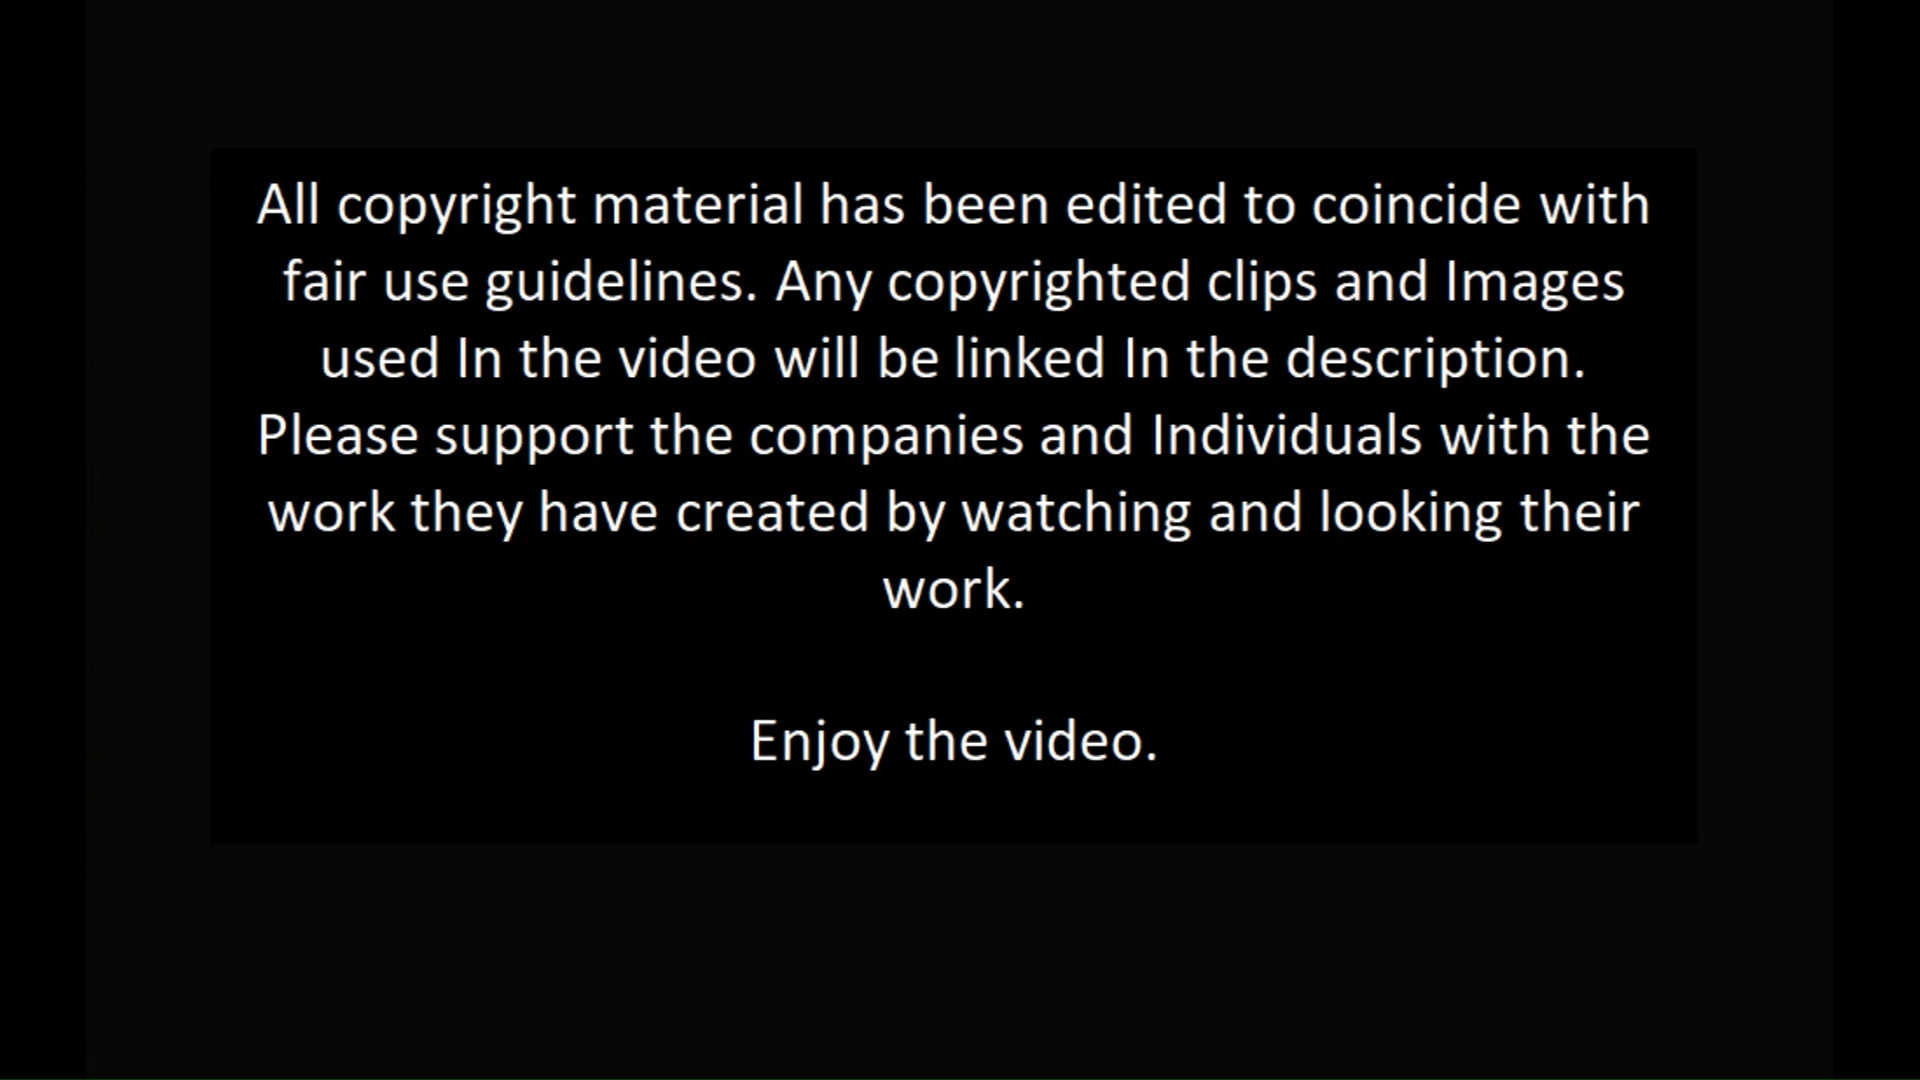 All copyright material has been edited to coincide with
fair use guidelines. Any copyrighted clips and Images
used In the video will be linked In the description.
Please support the companies and Individuals with the
work they have created by watching and looking their
work.
Enjoy the video.